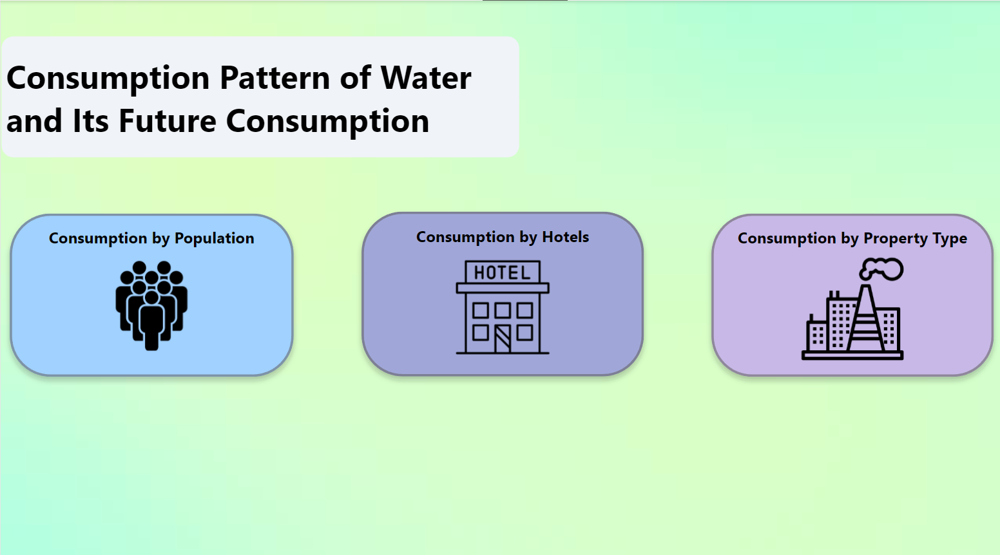 Consumption Pattern of Water
and Its Future Consumption
Consumption by Population
Consumption by Hotels
HOTEL
Consumption by Property Type